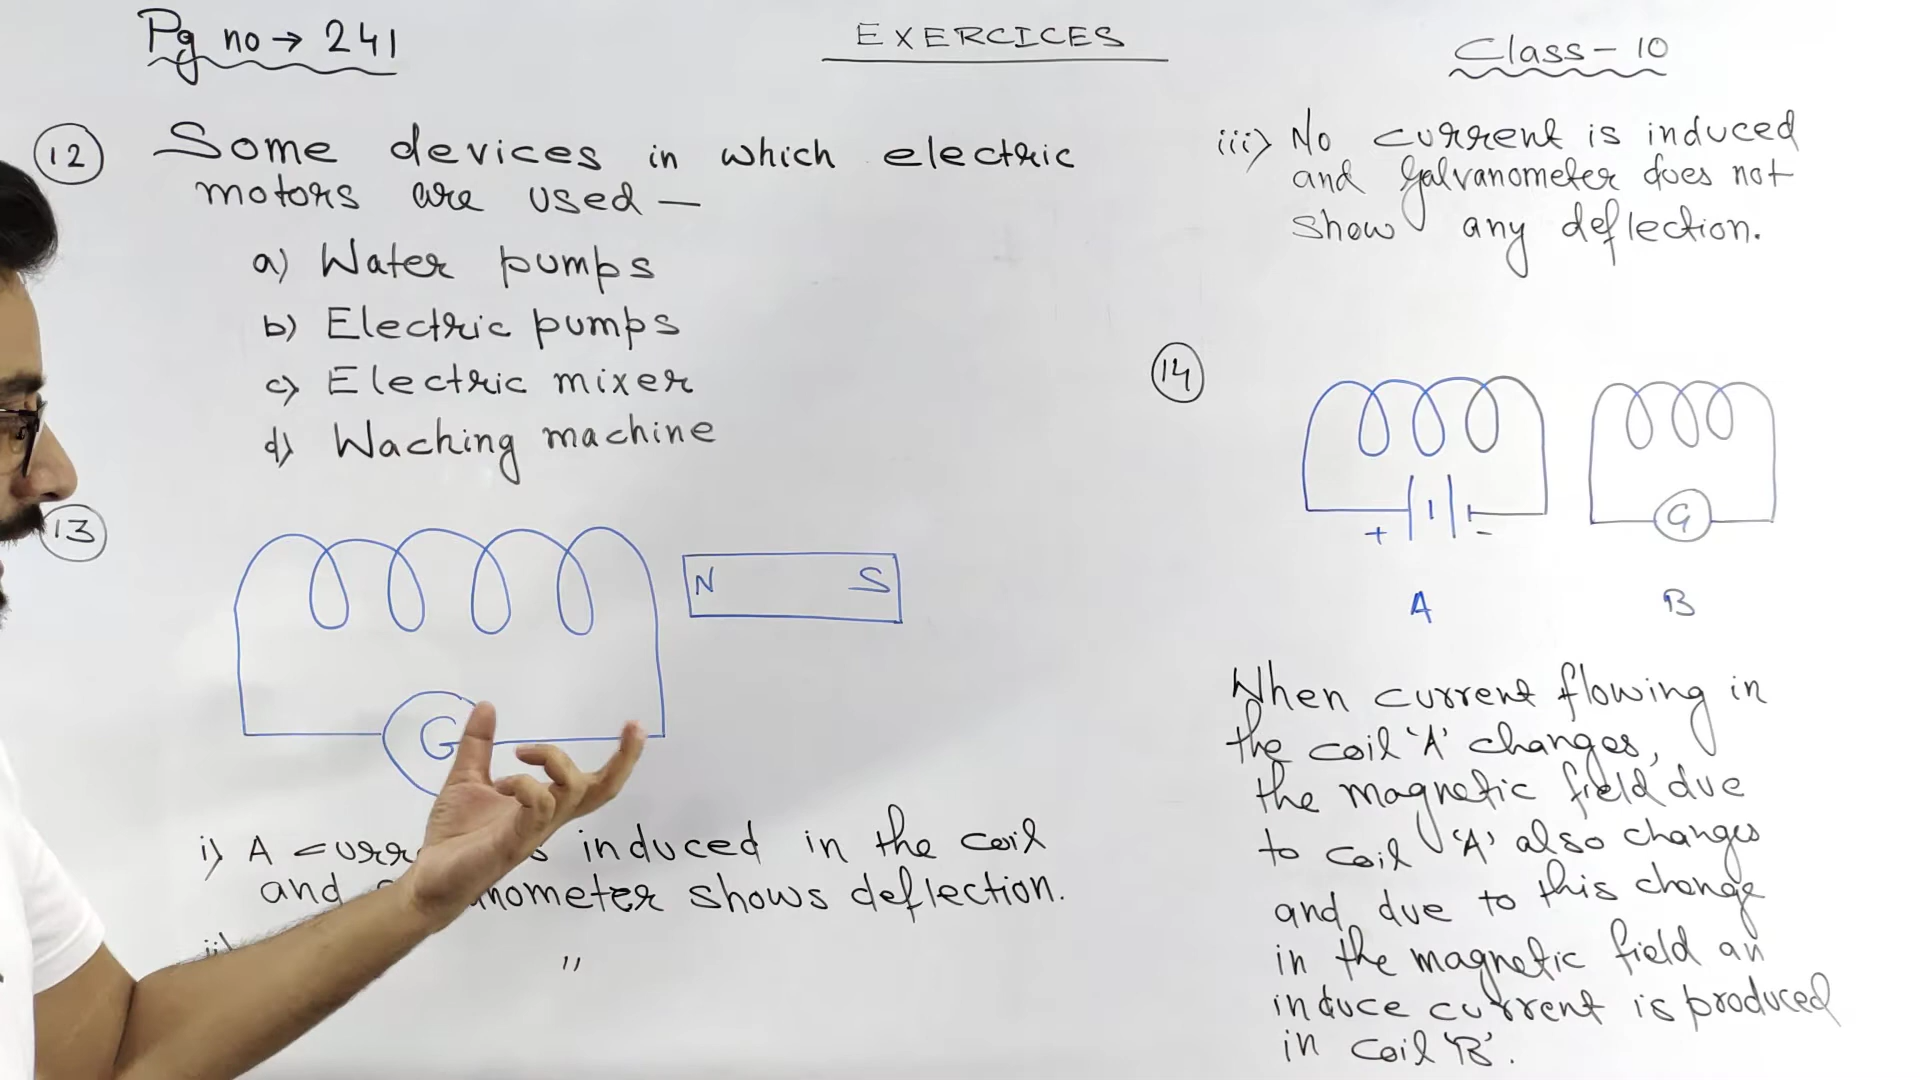 Pg no → 241
EXERCICES
Class - 10
12 Some devices in which electric
motors are used —
a) Water pumps
b) Electric pumps
c) Electric mixer
d) Waching machine
13
N S
G
i) A induced in the coil
and shows deflection.
ii) "
iii) No current is induced
and Galvanometer does not
show any deflection.
14
+ -
G
A B
When current flowing in
the coil 'A' changes,
the magnetic field due
to coil 'A' also changes
and due to this change
in the magnetic field an
induce current is produced
in coil 'B'.